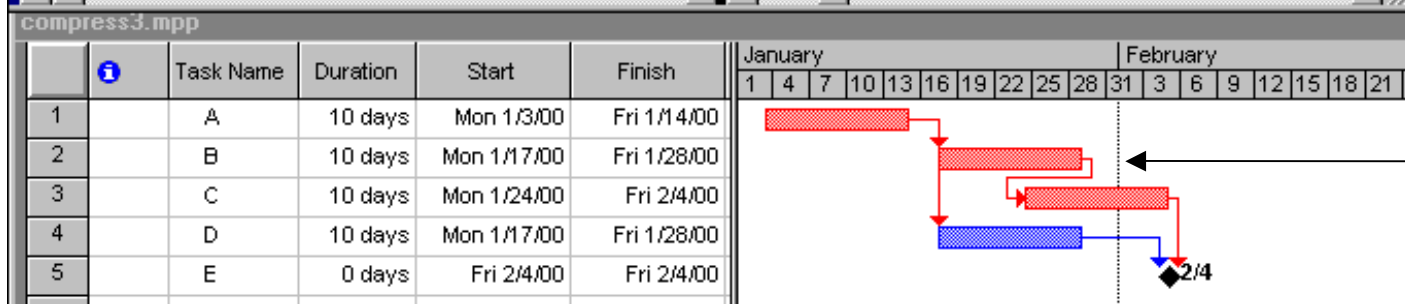 compress3.mpp
Task Name Duration Start Finish January February
1 4 7 10 13 16 19 22 25 28 31 3 6 9 12 15 18 21
1 A 10 days Mon 1/3/00 Fri 1/14/00
2 B 10 days Mon 1/17/00 Fri 1/28/00
3 C 10 days Mon 1/24/00 Fri 2/4/00
4 D 10 days Mon 1/17/00 Fri 1/28/00
5 E 0 days Fri 2/4/00 Fri 2/4/00 2/4